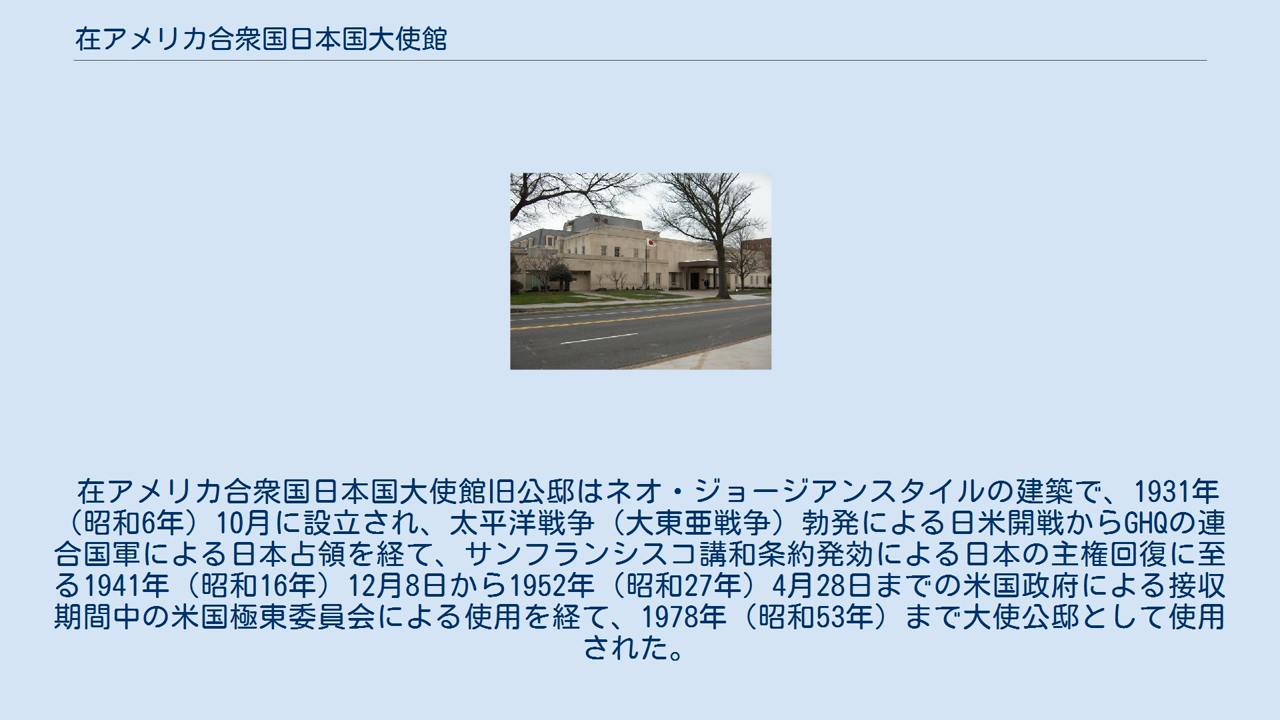 在アメリカ合衆国日本国大使館
在アメリカ合衆国日本国大使館旧公邸はネオ・ジョージアンスタイルの建築で、1931年
（昭和6年）10月に設立され、太平洋戦争（大東亜戦争）勃発による日米開戦からGHQの連
合国軍による日本占領を経て、サンフランシスコ講和条約発効による日本の主権回復に至
る1941年（昭和16年）12月8日から1952年（昭和27年）4月28日までの米国政府による接収
期間中の米国極東委員会による使用を経て、1978年（昭和53年）まで大使公邸として使用
された。